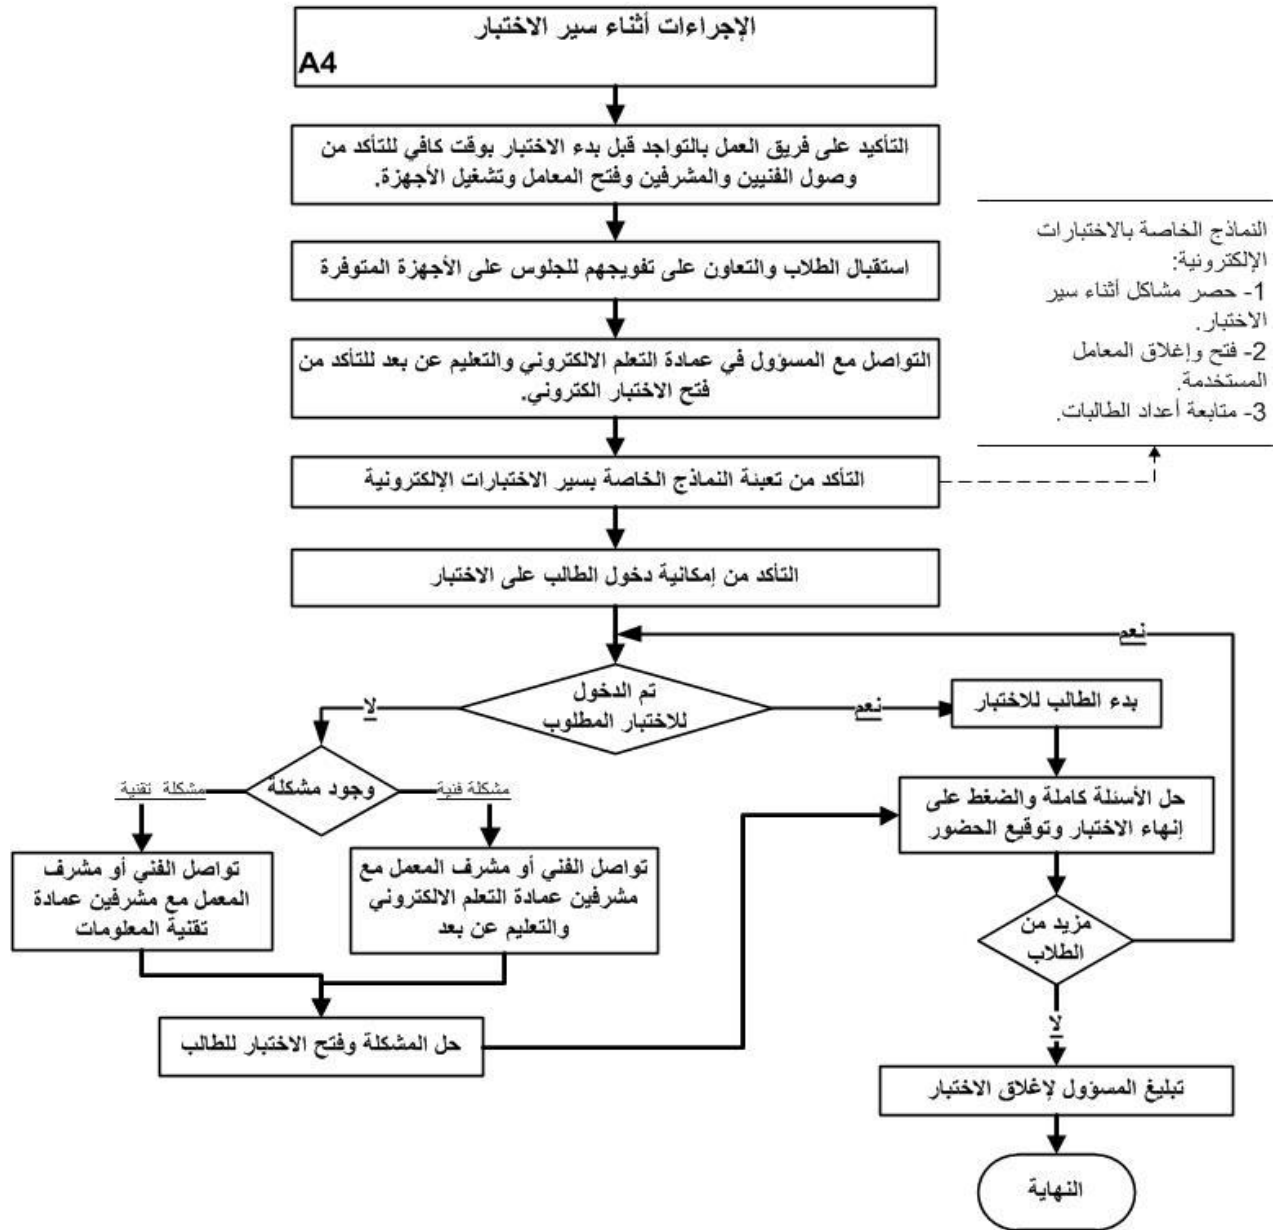 الإجراءات أثناء سير الاختبار
A4
التأكيد على فريق العمل بالتواجد قبل بدء الاختبار بوقت كافي للتأكد من
وصول الفنيين والمشرفين وفتح المعامل وتشغيل الأجهزة.
استقبال الطلاب والتعاون على تفويجهم للجلوس على الأجهزة المتوفرة
التواصل مع المسؤول في عمادة التعلم الالكتروني والتعليم عن بعد للتأكد من
فتح الاختبار الكتروني.
التأكد من تعبئة النماذج الخاصة بسير الاختبارات الإلكترونية
النماذج الخاصة بالاختبارات
الإلكترونية:
1- حصر مشاكل أثناء سير
الاختبار.
2- فتح وإغلاق المعامل
المستخدمة.
3- متابعة أعداد الطالبات.
التأكد من إمكانية دخول الطالب على الاختبار
نعم
تم الدخول
للاختبار المطلوب
نعم
لا
بدء الطالب للاختبار
وجود مشكلة
مشكلة فنية
مشكلة تقنية
حل الأسئلة كاملة والضغط على
إنهاء الاختبار وتوقيع الحضور
تواصل الفني أو مشرف المعمل مع
مشرفين عمادة التعلم الالكتروني
والتعليم عن بعد
تواصل الفني أو مشرف
المعمل مع مشرفين عمادة
تقنية المعلومات
مزيد من
الطلاب
لا
حل المشكلة وفتح الاختبار للطالب
تبليغ المسؤول لإغلاق الاختبار
النهاية